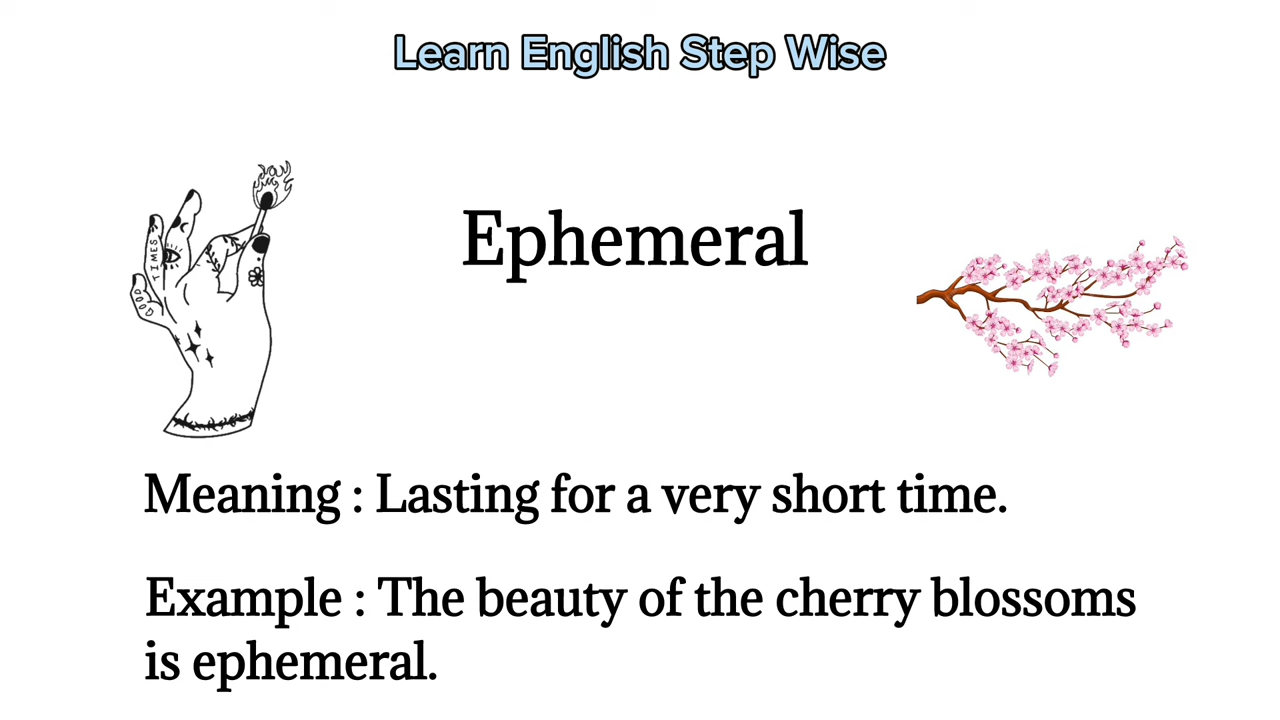 Learn English Step Wise
TIMES
Ephemeral
Meaning : Lasting for a very short time.
Example : The beauty of the cherry blossoms
is ephemeral.